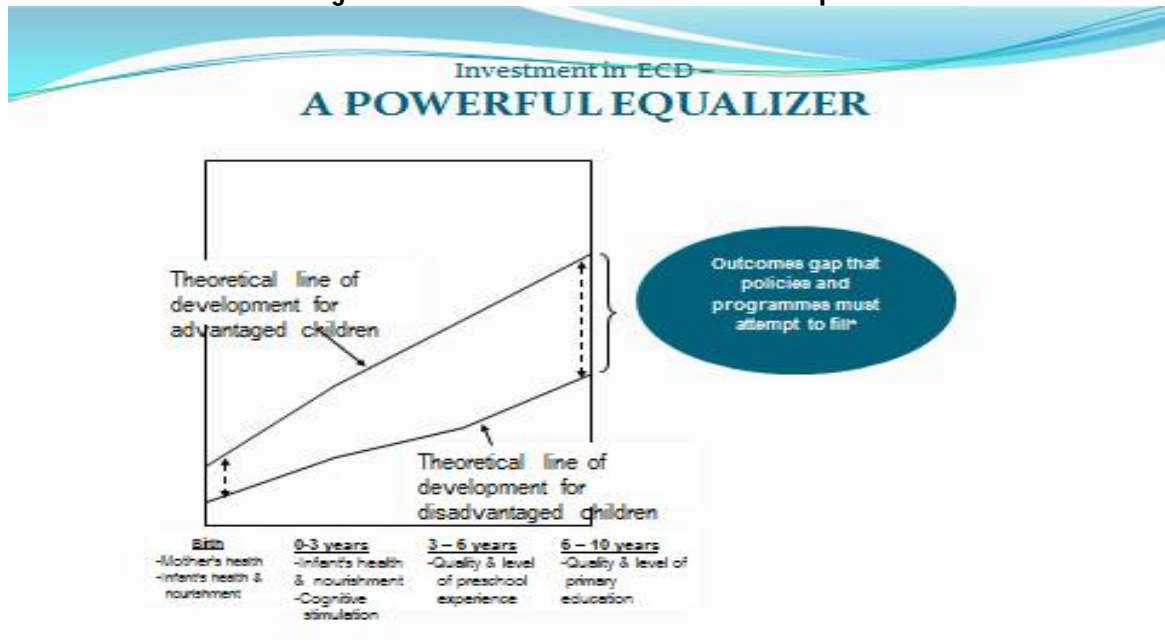 Investment in ECD –
A POWERFUL EQUALIZER
Theoretical line of
development for
advantaged children
Outcomes gap that
policies and
programmes must
attempt to fill*
Theoretical line of
development for
disadvantaged children
Birth
-Mother's health
-Infant's health &
nourishment
0-3 years
-Infant's health
& nourishment
-Cognitive
stimulation
3 – 6 years
-Quality & level
of preschool
experience
6 – 10 years
-Quality & level of
primary
education